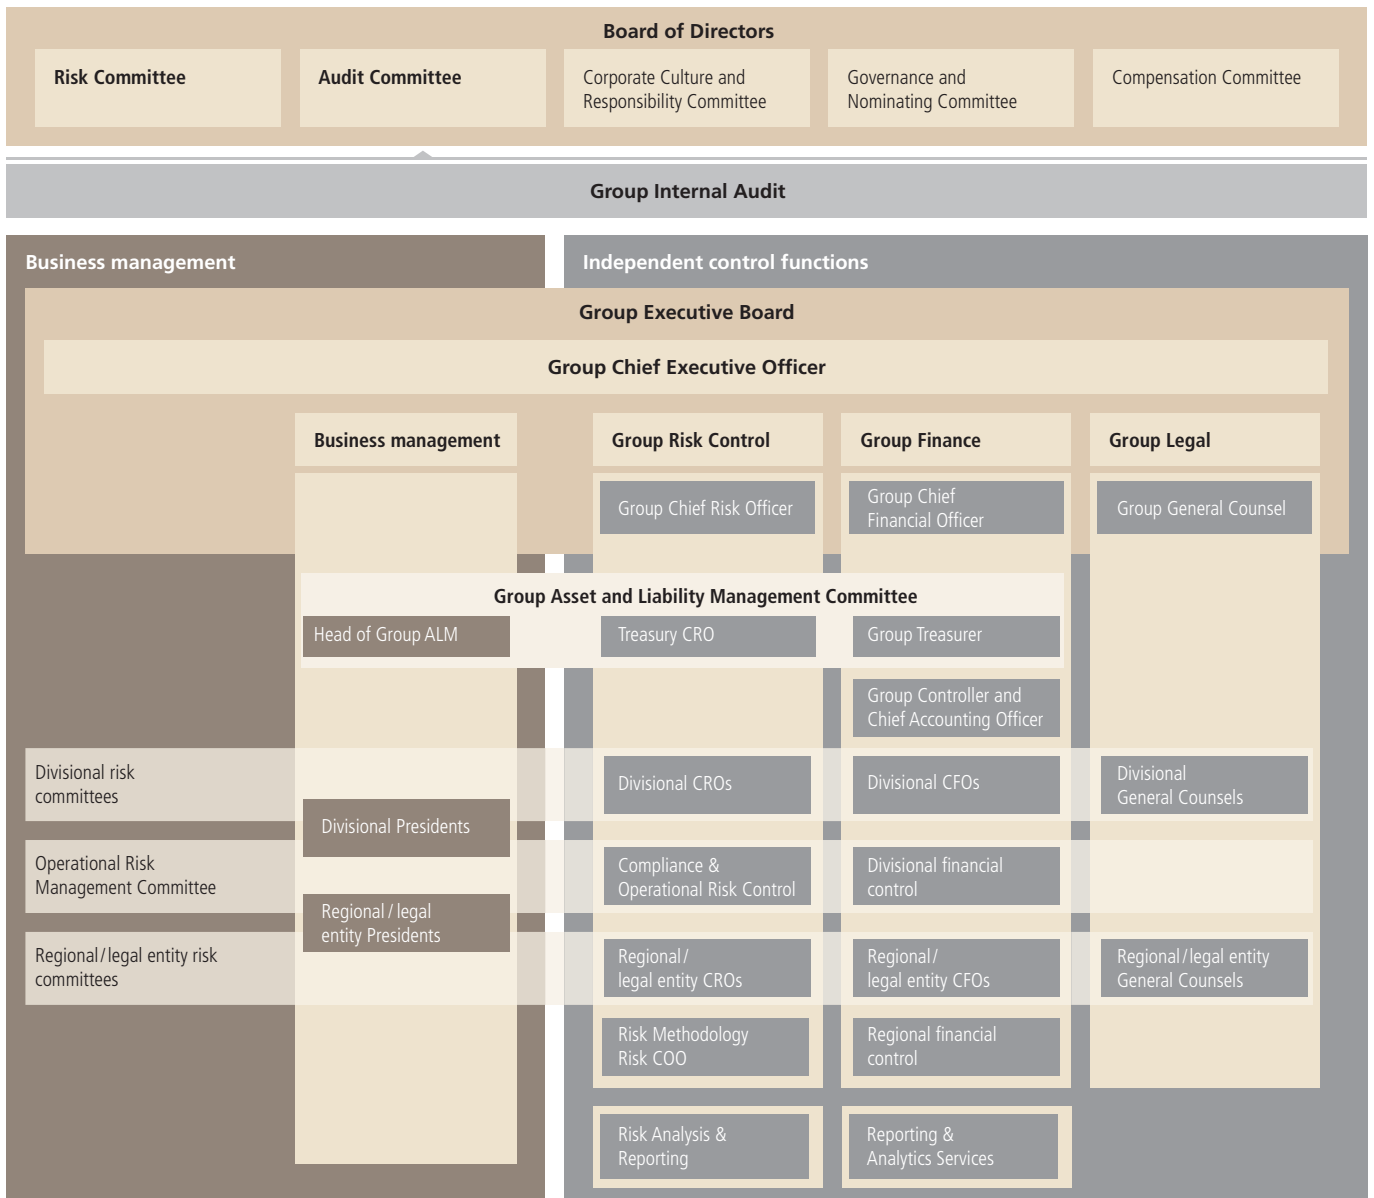 Board of Directors
Risk Committee
Audit Committee
Corporate Culture and
Responsibility Committee
Governance and
Nominating Committee
Compensation Committee
Group Internal Audit
Business management
Independent control functions
Group Executive Board
Group Chief Executive Officer
Business management
Group Risk Control
Group Finance
Group Legal
Group Chief Risk Officer
Group Chief
Financial Officer
Group General Counsel
Group Asset and Liability Management Committee
Head of Group ALM
Treasury CRO
Group Treasurer
Group Controller and
Chief Accounting Officer
Divisional risk
committees
Divisional CROs
Divisional CFOs
Divisional
General Counsels
Divisional Presidents
Operational Risk
Management Committee
Compliance &
Operational Risk Control
Divisional financial
control
Regional / legal
entity Presidents
Regional / legal entity risk
committees
Regional /
legal entity CROs
Regional /
legal entity CFOs
Regional / legal entity
General Counsels
Risk Methodology
Risk COO
Regional financial
control
Risk Analysis &
Reporting
Reporting &
Analytics Services